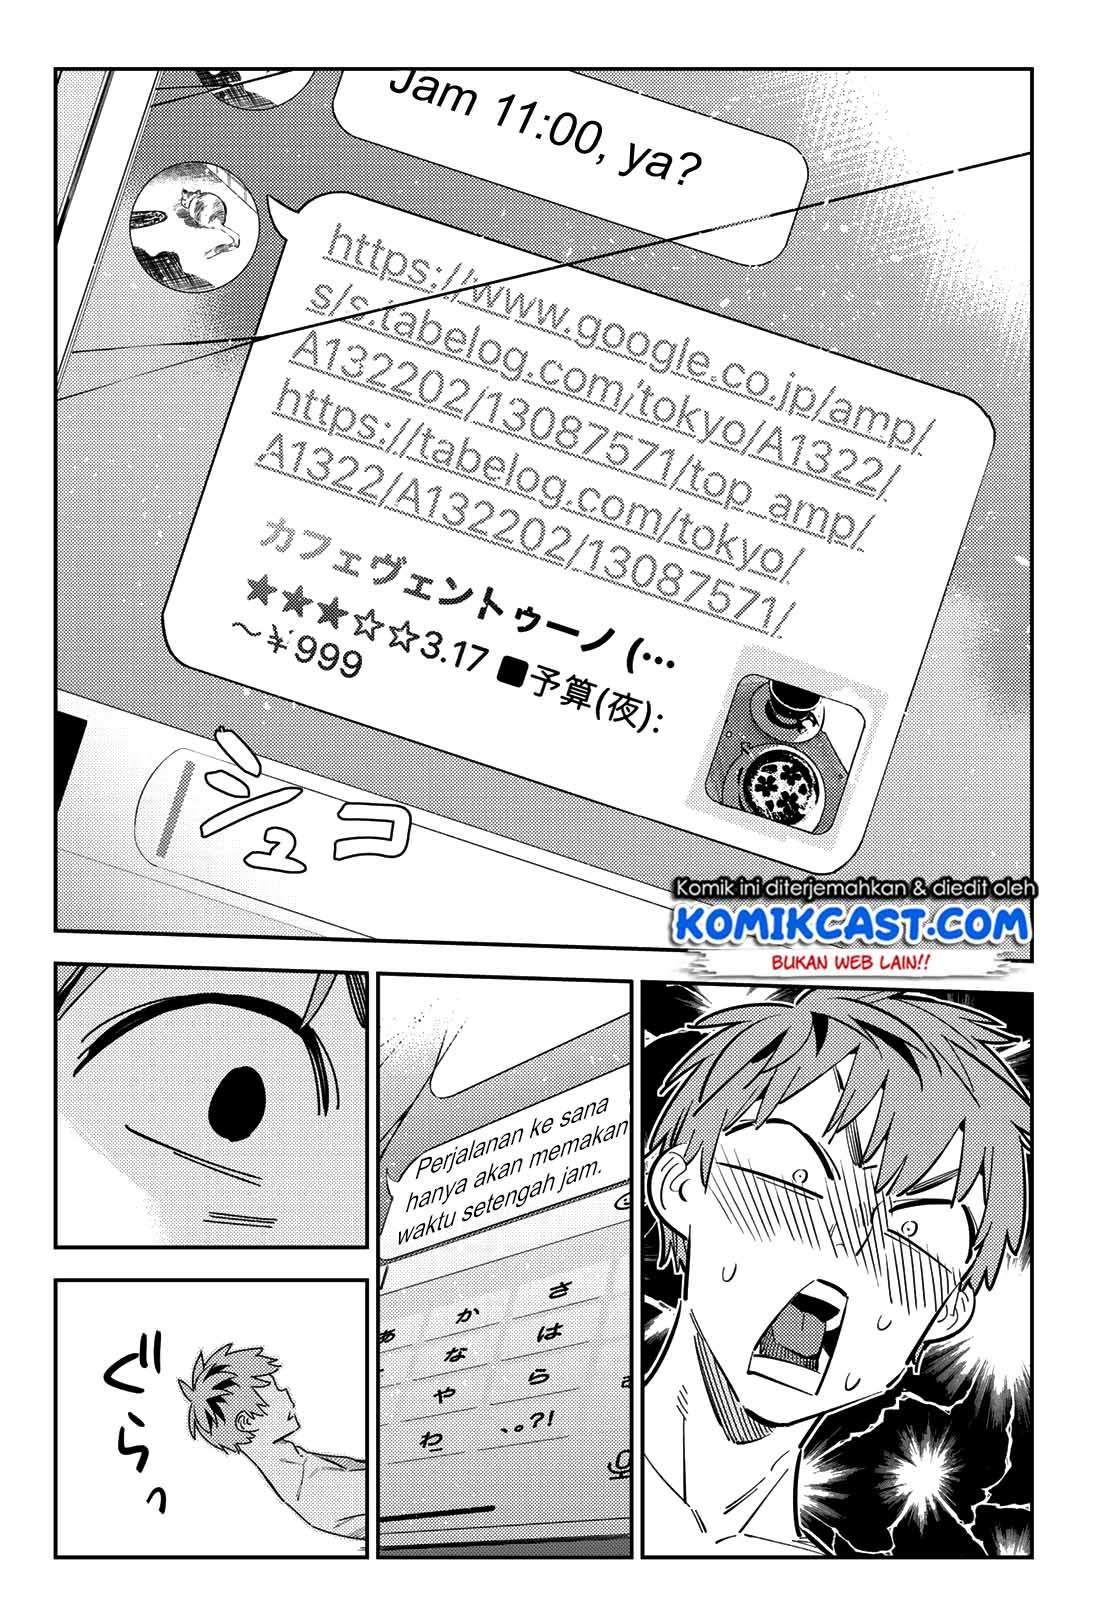 Jam 11:00, ya?
https://www.google.co.jp/amp/
s/s.tabelog.com/tokyo/A1322/
A132202/13087571/top_amp/
https://tabelog.com/tokyo/
A1322/A132202/13087571/
カフェヴェントゥーノ (…
★★★☆☆3.17 ■予算(夜):
～¥999
シュコ
Komik ini diterjemahkan & diedit oleh
KOMIKCAST.COM
BUKAN WEB LAIN!!
Perjalanan ke sana
hanya akan memakan
waktu setengah jam.
あ か さ
な は
や ら
わ 、。?!
ぐらっ